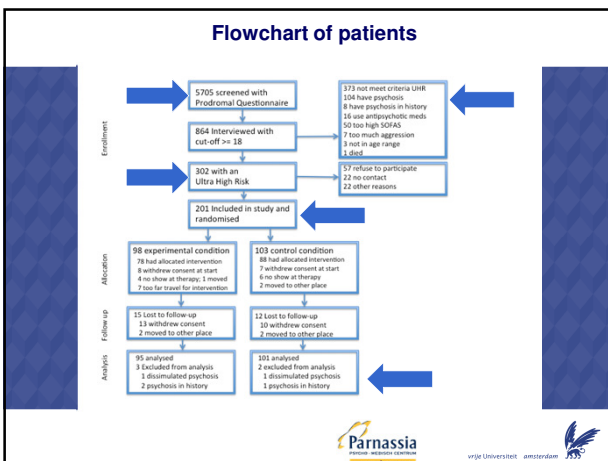 Flowchart of patients
Enrollment
5705 screened with
Prodromal Questionnaire
864 Interviewed with
cut-off >= 18
373 not meet criteria UHR
104 have psychosis
8 have psychosis in history
16 use antipsychotic meds
50 too high SOFAS
7 too much aggression
3 not in age range
1 died
302 with an
Ultra High Risk
57 refuse to participate
22 no contact
22 other reasons
201 Included in study and
randomised
Allocation
98 experimental condition
78 had allocated intervention
8 withdrew consent at start
4 no show at therapy; 1 moved
7 too far travel for intervention
103 control condition
88 had allocated intervention
7 withdrew consent at start
6 no show at therapy
2 moved to other place
Follow up
15 Lost to follow-up
13 withdrew consent
2 moved to other place
12 Lost to follow-up
10 withdrew consent
2 moved to other place
Analysis
95 analysed
3 Excluded from analysis
1 dissimulated psychosis
2 psychosis in history
101 analysed
2 excluded from analysis
1 dissimulated psychosis
1 psychosis in history
Parnassia
PSYCHO-MEDISCH CENTRUM
vrije Universiteit amsterdam